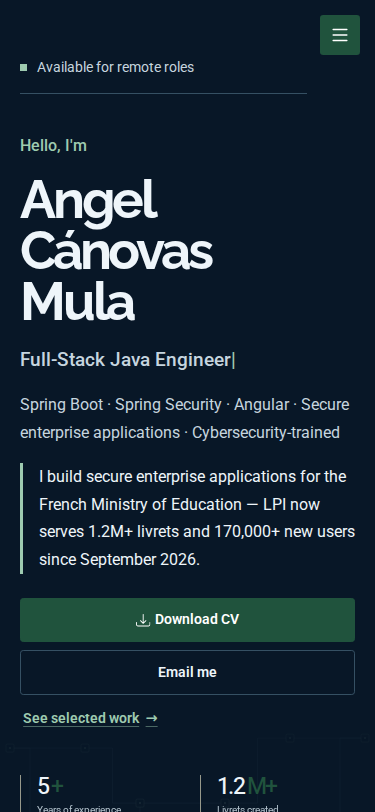 Available for remote roles
Hello, I'm
Angel
Cánovas
Mula
Full-Stack Java Engineer|
Spring Boot · Spring Security · Angular · Secure
enterprise applications · Cybersecurity-trained
I build secure enterprise applications for the
French Ministry of Education — LPI now
serves 1.2M+ livrets and 170,000+ new users
since September 2026.
Download CV
Email me
See selected work →
5+
1.2M+
Years of experience
Livrets created